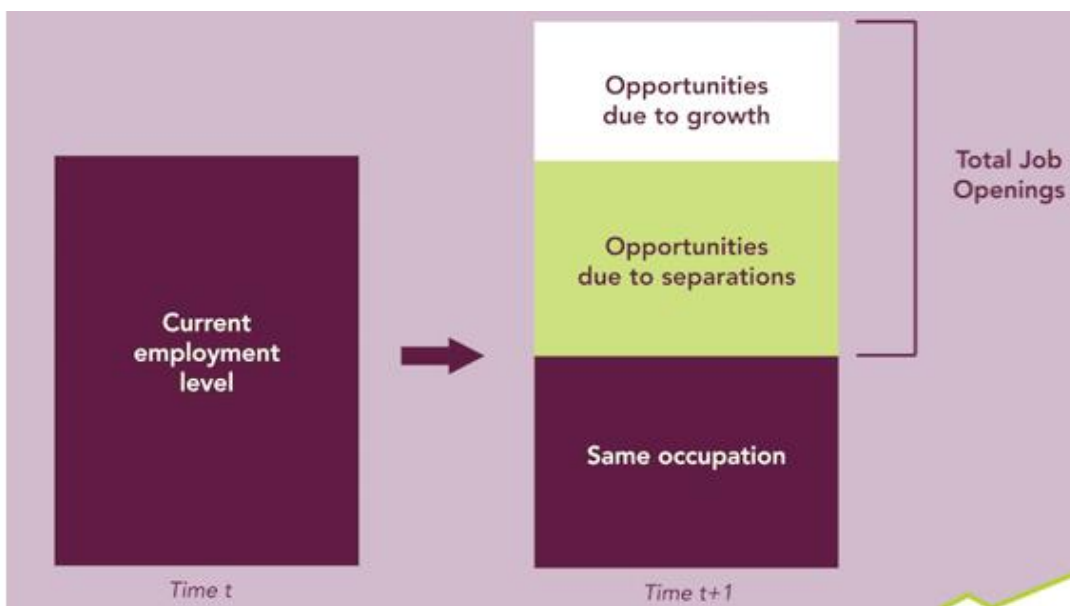 Opportunities
due to growth
Total Job
Openings
Opportunities
due to separations
Current
employment
level
Same occupation
Time t
Time t+1